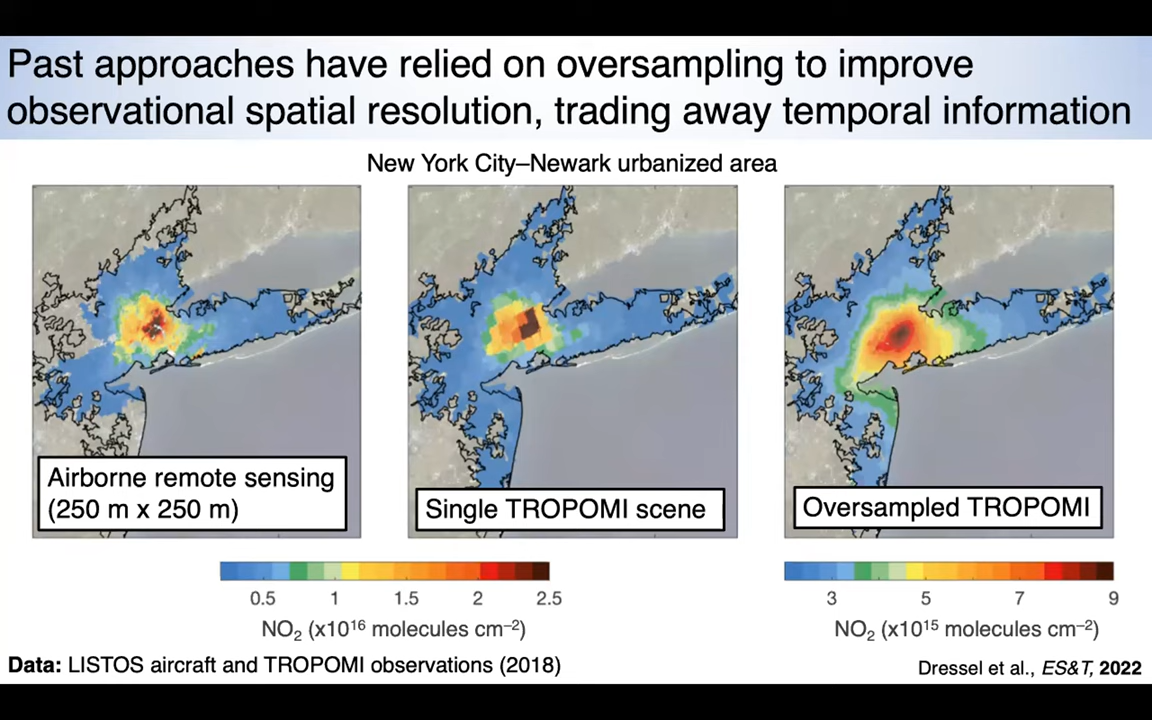 Past approaches have relied on oversampling to improve
observational spatial resolution, trading away temporal information
New York City–Newark urbanized area
Airborne remote sensing
(250 m x 250 m)
Single TROPOMI scene
Oversampled TROPOMI
0.5 1 1.5 2 2.5
NO₂ (x10¹⁶ molecules cm⁻²)
3 5 7 9
NO₂ (x10¹⁵ molecules cm⁻²)
Data: LISTOS aircraft and TROPOMI observations (2018)
Dressel et al., ES&T, 2022